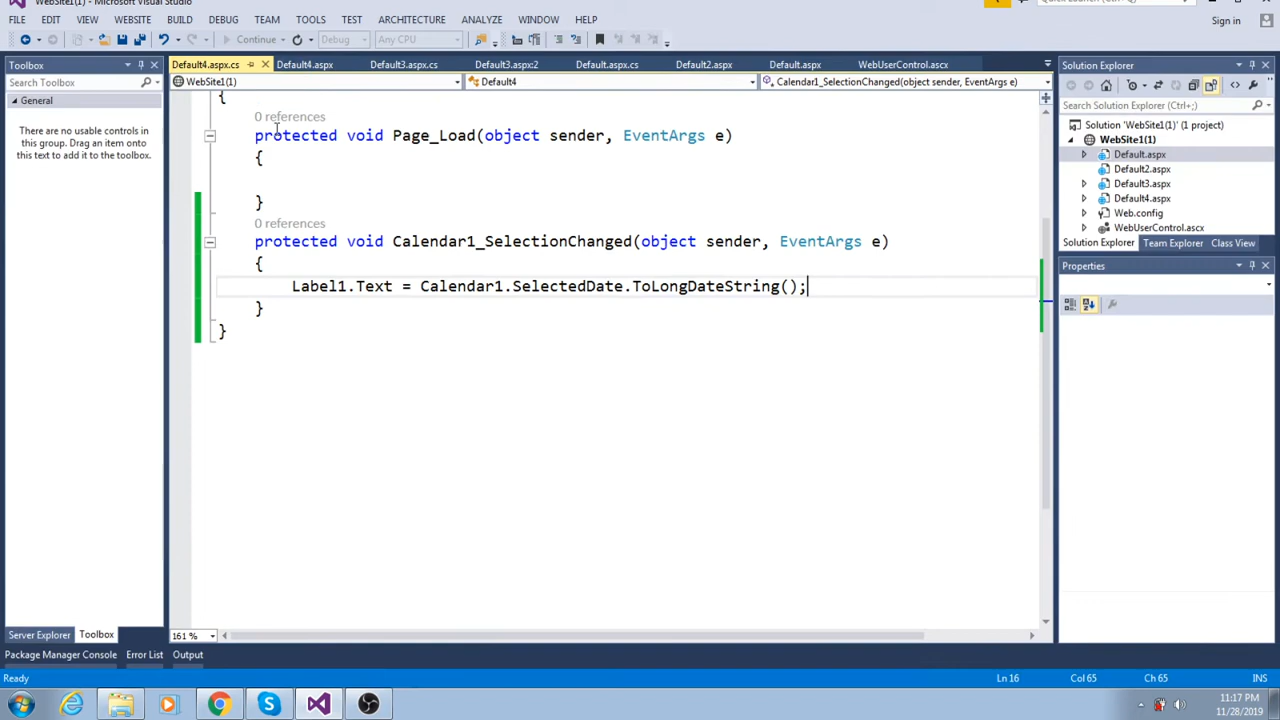 WebSite1(1) - Microsoft Visual Studio
Quick Launch (Ctrl+Q)
FILE EDIT VIEW WEBSITE BUILD DEBUG TEAM TOOLS TEST ARCHITECTURE ANALYZE WINDOW HELP
Sign in
Continue Debug Any CPU
Toolbox
Default4.aspx.cs Default4.aspx Default3.aspx.cs Default3.aspx2 Default.aspx.cs Default2.aspx Default.aspx WebUserControl.ascx
Solution Explorer
Search Toolbox
WebSite1(1) Default4 Calendar1_SelectionChanged(object sender, EventArgs e)
General
There are no usable controls in
this group. Drag an item onto
this text to add it to the toolbox.
{
0 references
protected void Page_Load(object sender, EventArgs e)
{
}
0 references
protected void Calendar1_SelectionChanged(object sender, EventArgs e)
{
Label1.Text = Calendar1.SelectedDate.ToLongDateString();
}
}
Search Solution Explorer (Ctrl+;)
Solution 'WebSite1(1)' (1 project)
WebSite1(1)
Default.aspx
Default2.aspx
Default3.aspx
Default4.aspx
Web.config
WebUserControl.ascx
Solution Explorer Team Explorer Class View
Properties
161 %
Server Explorer Toolbox
Package Manager Console Error List Output
Ready Ln 16 Col 65 Ch 65 INS
11:17 PM
11/28/2019